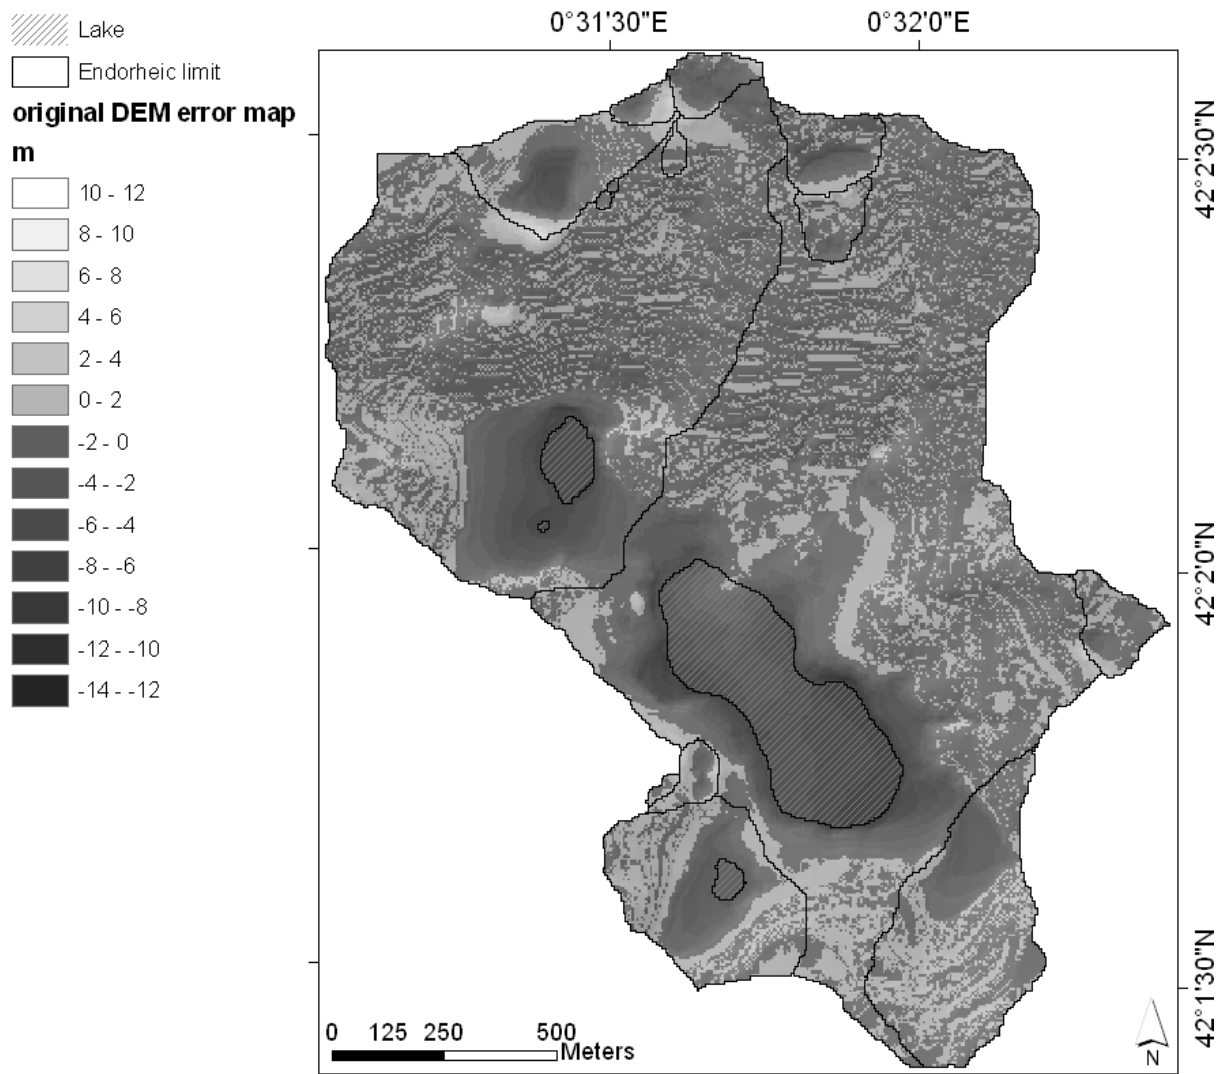 0°31'30"E 0°32'0"E
Lake
Endorheic limit
original DEM error map
m
10 - 12
8 - 10
6 - 8
4 - 6
2 - 4
0 - 2
-2 - 0
-4 - -2
-6 - -4
-8 - -6
-10 - -8
-12 - -10
-14 - -12
42°2'30"N
42°2'0"N
42°1'30"N
0 125 250 500
Meters
N